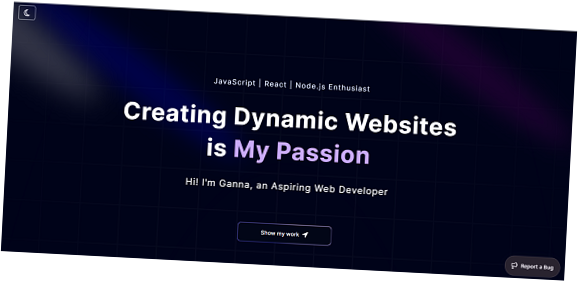 JavaScript | React | Node.js Enthusiast
Creating Dynamic Websites
is My Passion
Hi! I'm Ganna, an Aspiring Web Developer
Show my work
Report a Bug